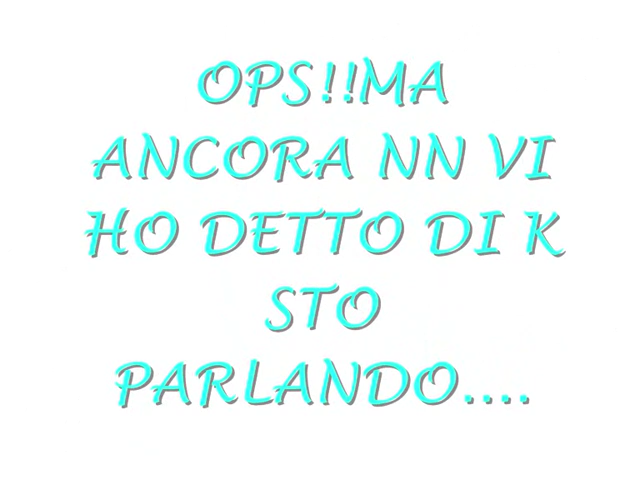 OPS!!MA
ANCORA NN VI
HO DETTO DI K
STO
PARLANDO....